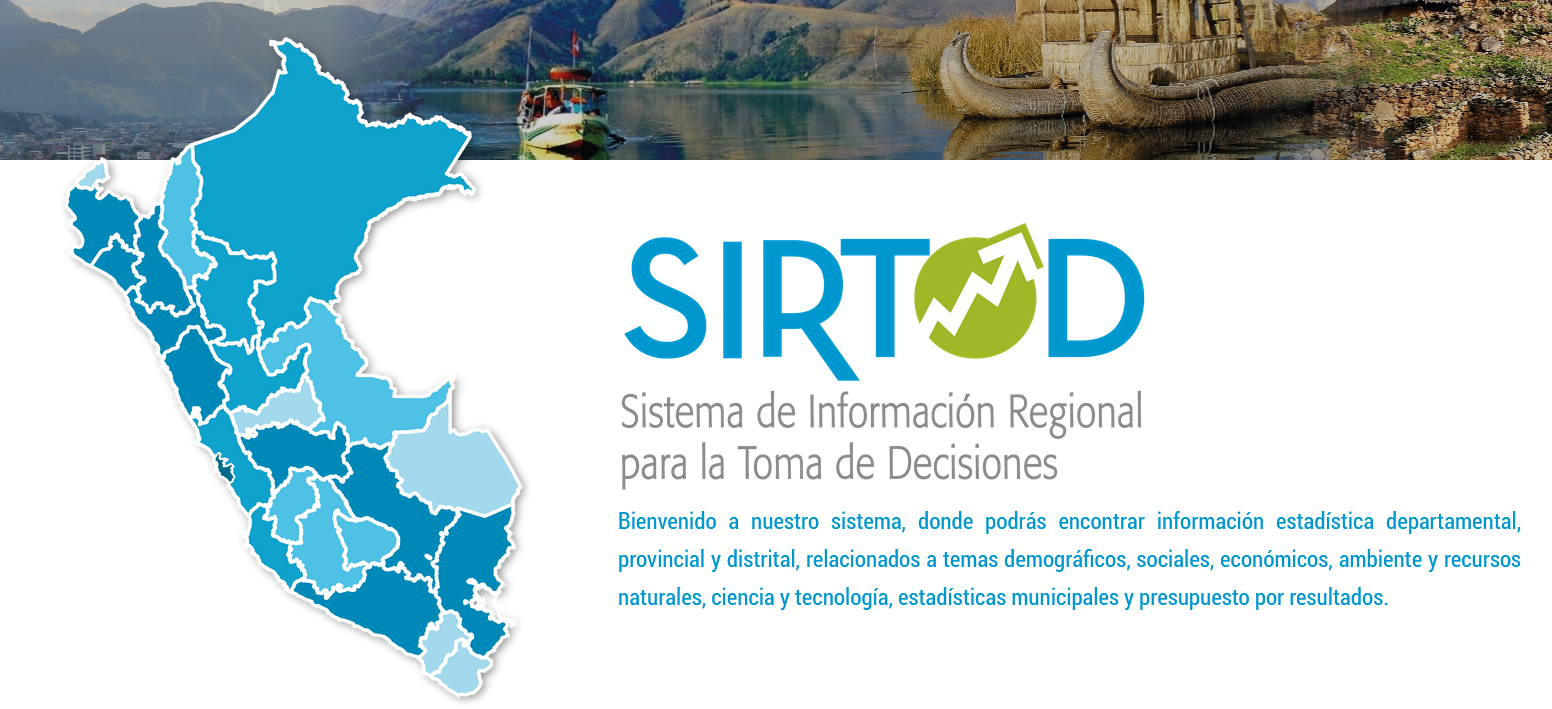 SIRTOD
Sistema de Información Regional
para la Toma de Decisiones
Bienvenido a nuestro sistema, donde podrás encontrar información estadística departamental,
provincial y distrital, relacionados a temas demográficos, sociales, económicos, ambiente y recursos
naturales, ciencia y tecnología, estadísticas municipales y presupuesto por resultados.